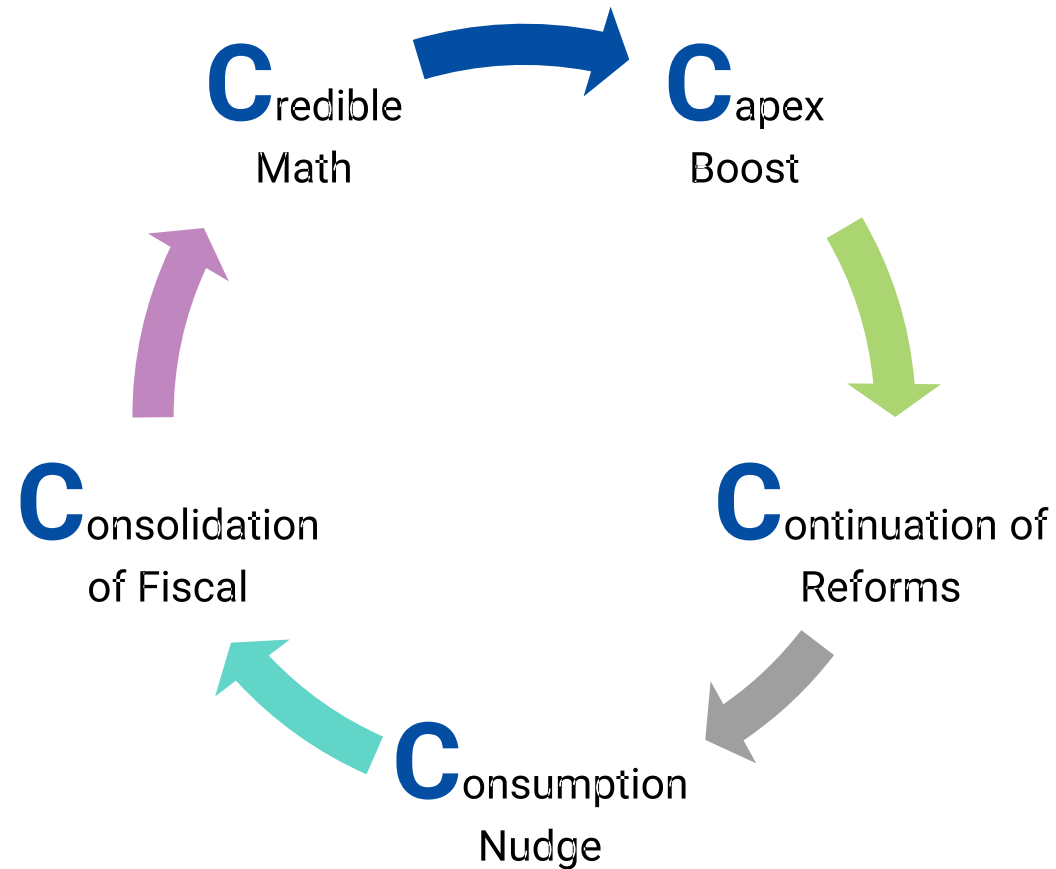 Credible
Math
Capex
Boost
Continuation of
Reforms
Consumption
Nudge
Consolidation
of Fiscal